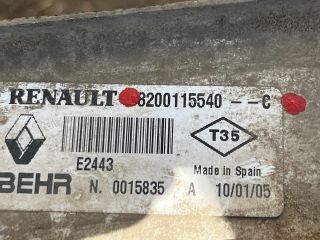 RENAULT 8200115540 - - C
T35
E2443
Made in Spain
BEHR N. 0015835 A 10/01/05